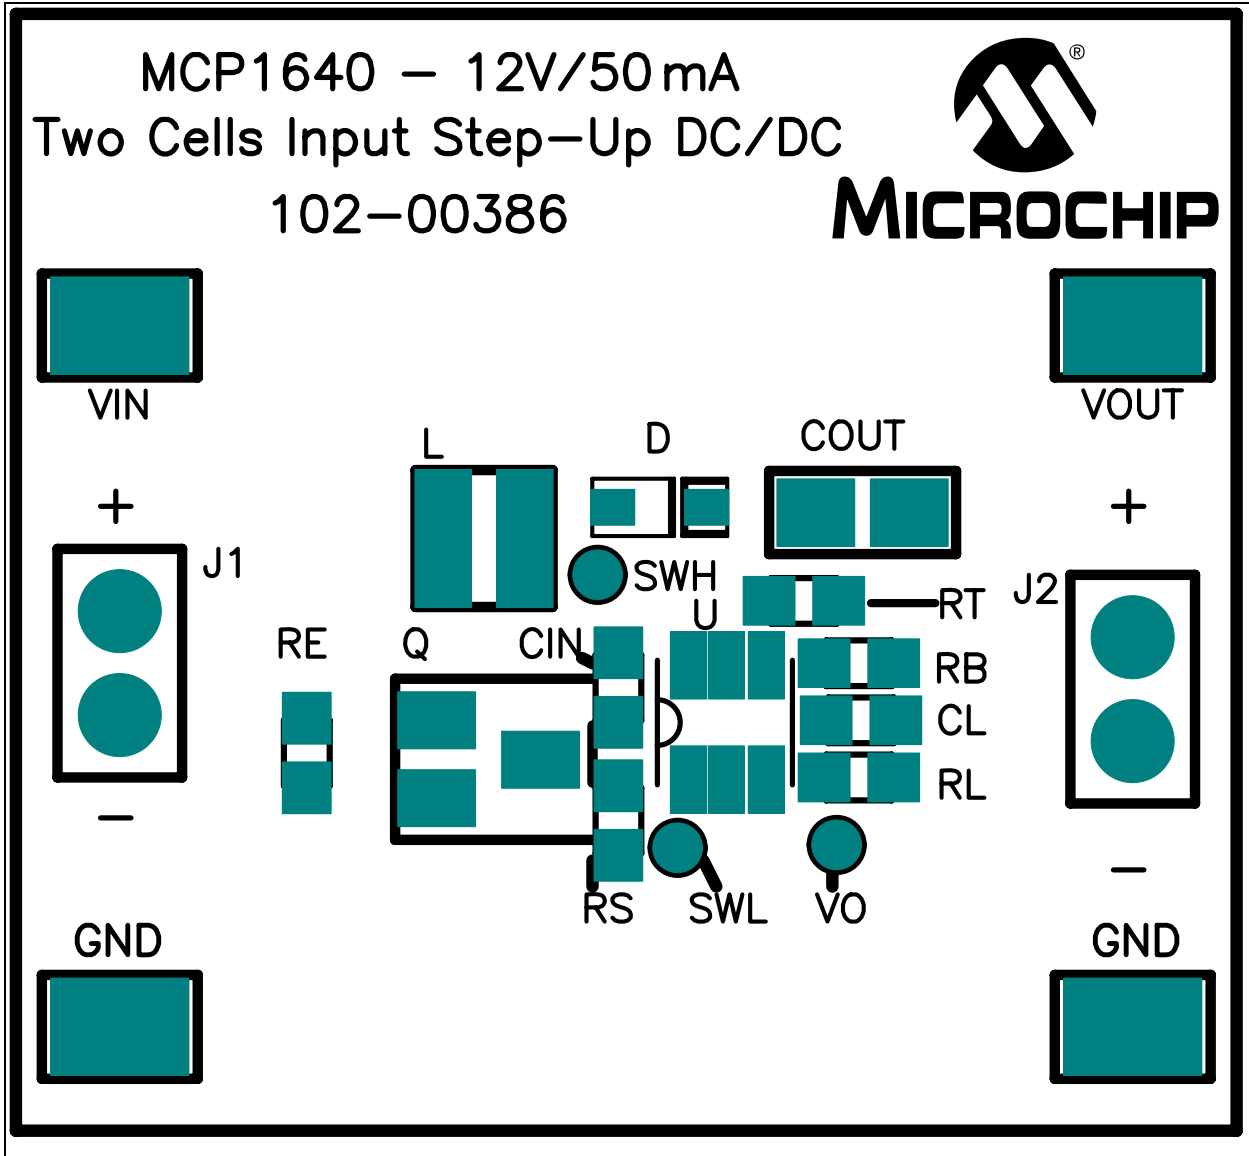 MCP1640 - 12V/50mA
Two Cells Input Step-Up DC/DC
102-00386
®
MICROCHIP
VIN
VOUT
L
D
COUT
+
+
J1
SWH
J2
U
RT
RE
Q
CIN
RB
CL
RL
-
-
RS
SWL
VO
GND
GND